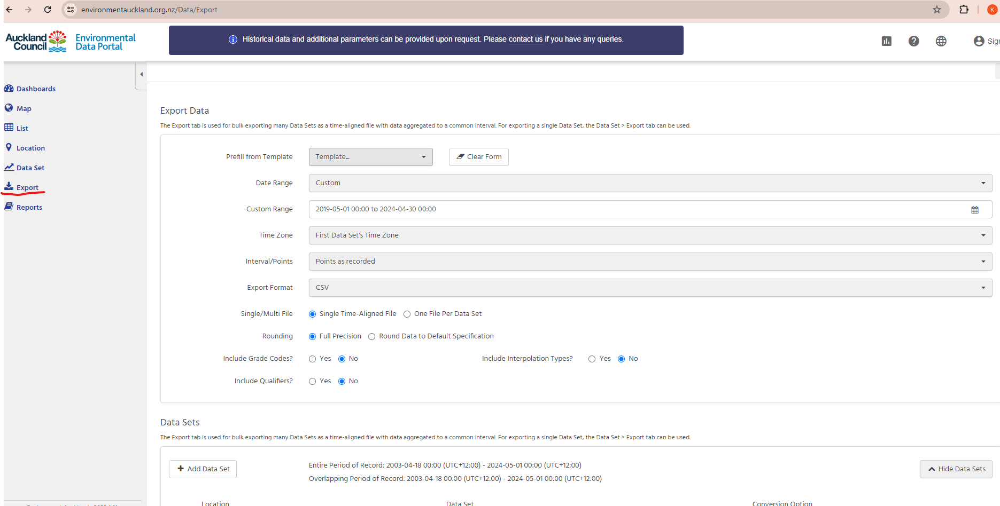 environmentauckland.org.nz/Data/Export
K
Auckland Council
Environmental Data Portal
Historical data and additional parameters can be provided upon request. Please contact us if you have any queries.
Dashboards
Map
List
Location
Data Set
Export
Reports
Export Data
The Export tab is used for bulk exporting many Data Sets as a time-aligned file with data aggregated to a common interval. For exporting a single Data Set, the Data Set > Export tab can be used.
Prefill from Template Template... Clear Form
Date Range Custom
Custom Range 2019-05-01 00:00 to 2024-04-30 00:00
Time Zone First Data Set's Time Zone
Interval/Points Points as recorded
Export Format CSV
Single/Multi File Single Time-Aligned File One File Per Data Set
Rounding Full Precision Round Data to Default Specification
Include Grade Codes? Yes No Include Interpolation Types? Yes No
Include Qualifiers? Yes No
Data Sets
The Export tab is used for bulk exporting many Data Sets as a time-aligned file with data aggregated to a common interval. For exporting a single Data Set, the Data Set > Export tab can be used.
Add Data Set Entire Period of Record: 2003-04-18 00:00 (UTC+12:00) - 2024-05-01 00:00 (UTC+12:00) Hide Data Sets
Overlapping Period of Record: 2003-04-18 00:00 (UTC+12:00) - 2024-05-01 00:00 (UTC+12:00)
Location Data Set Conversion Option